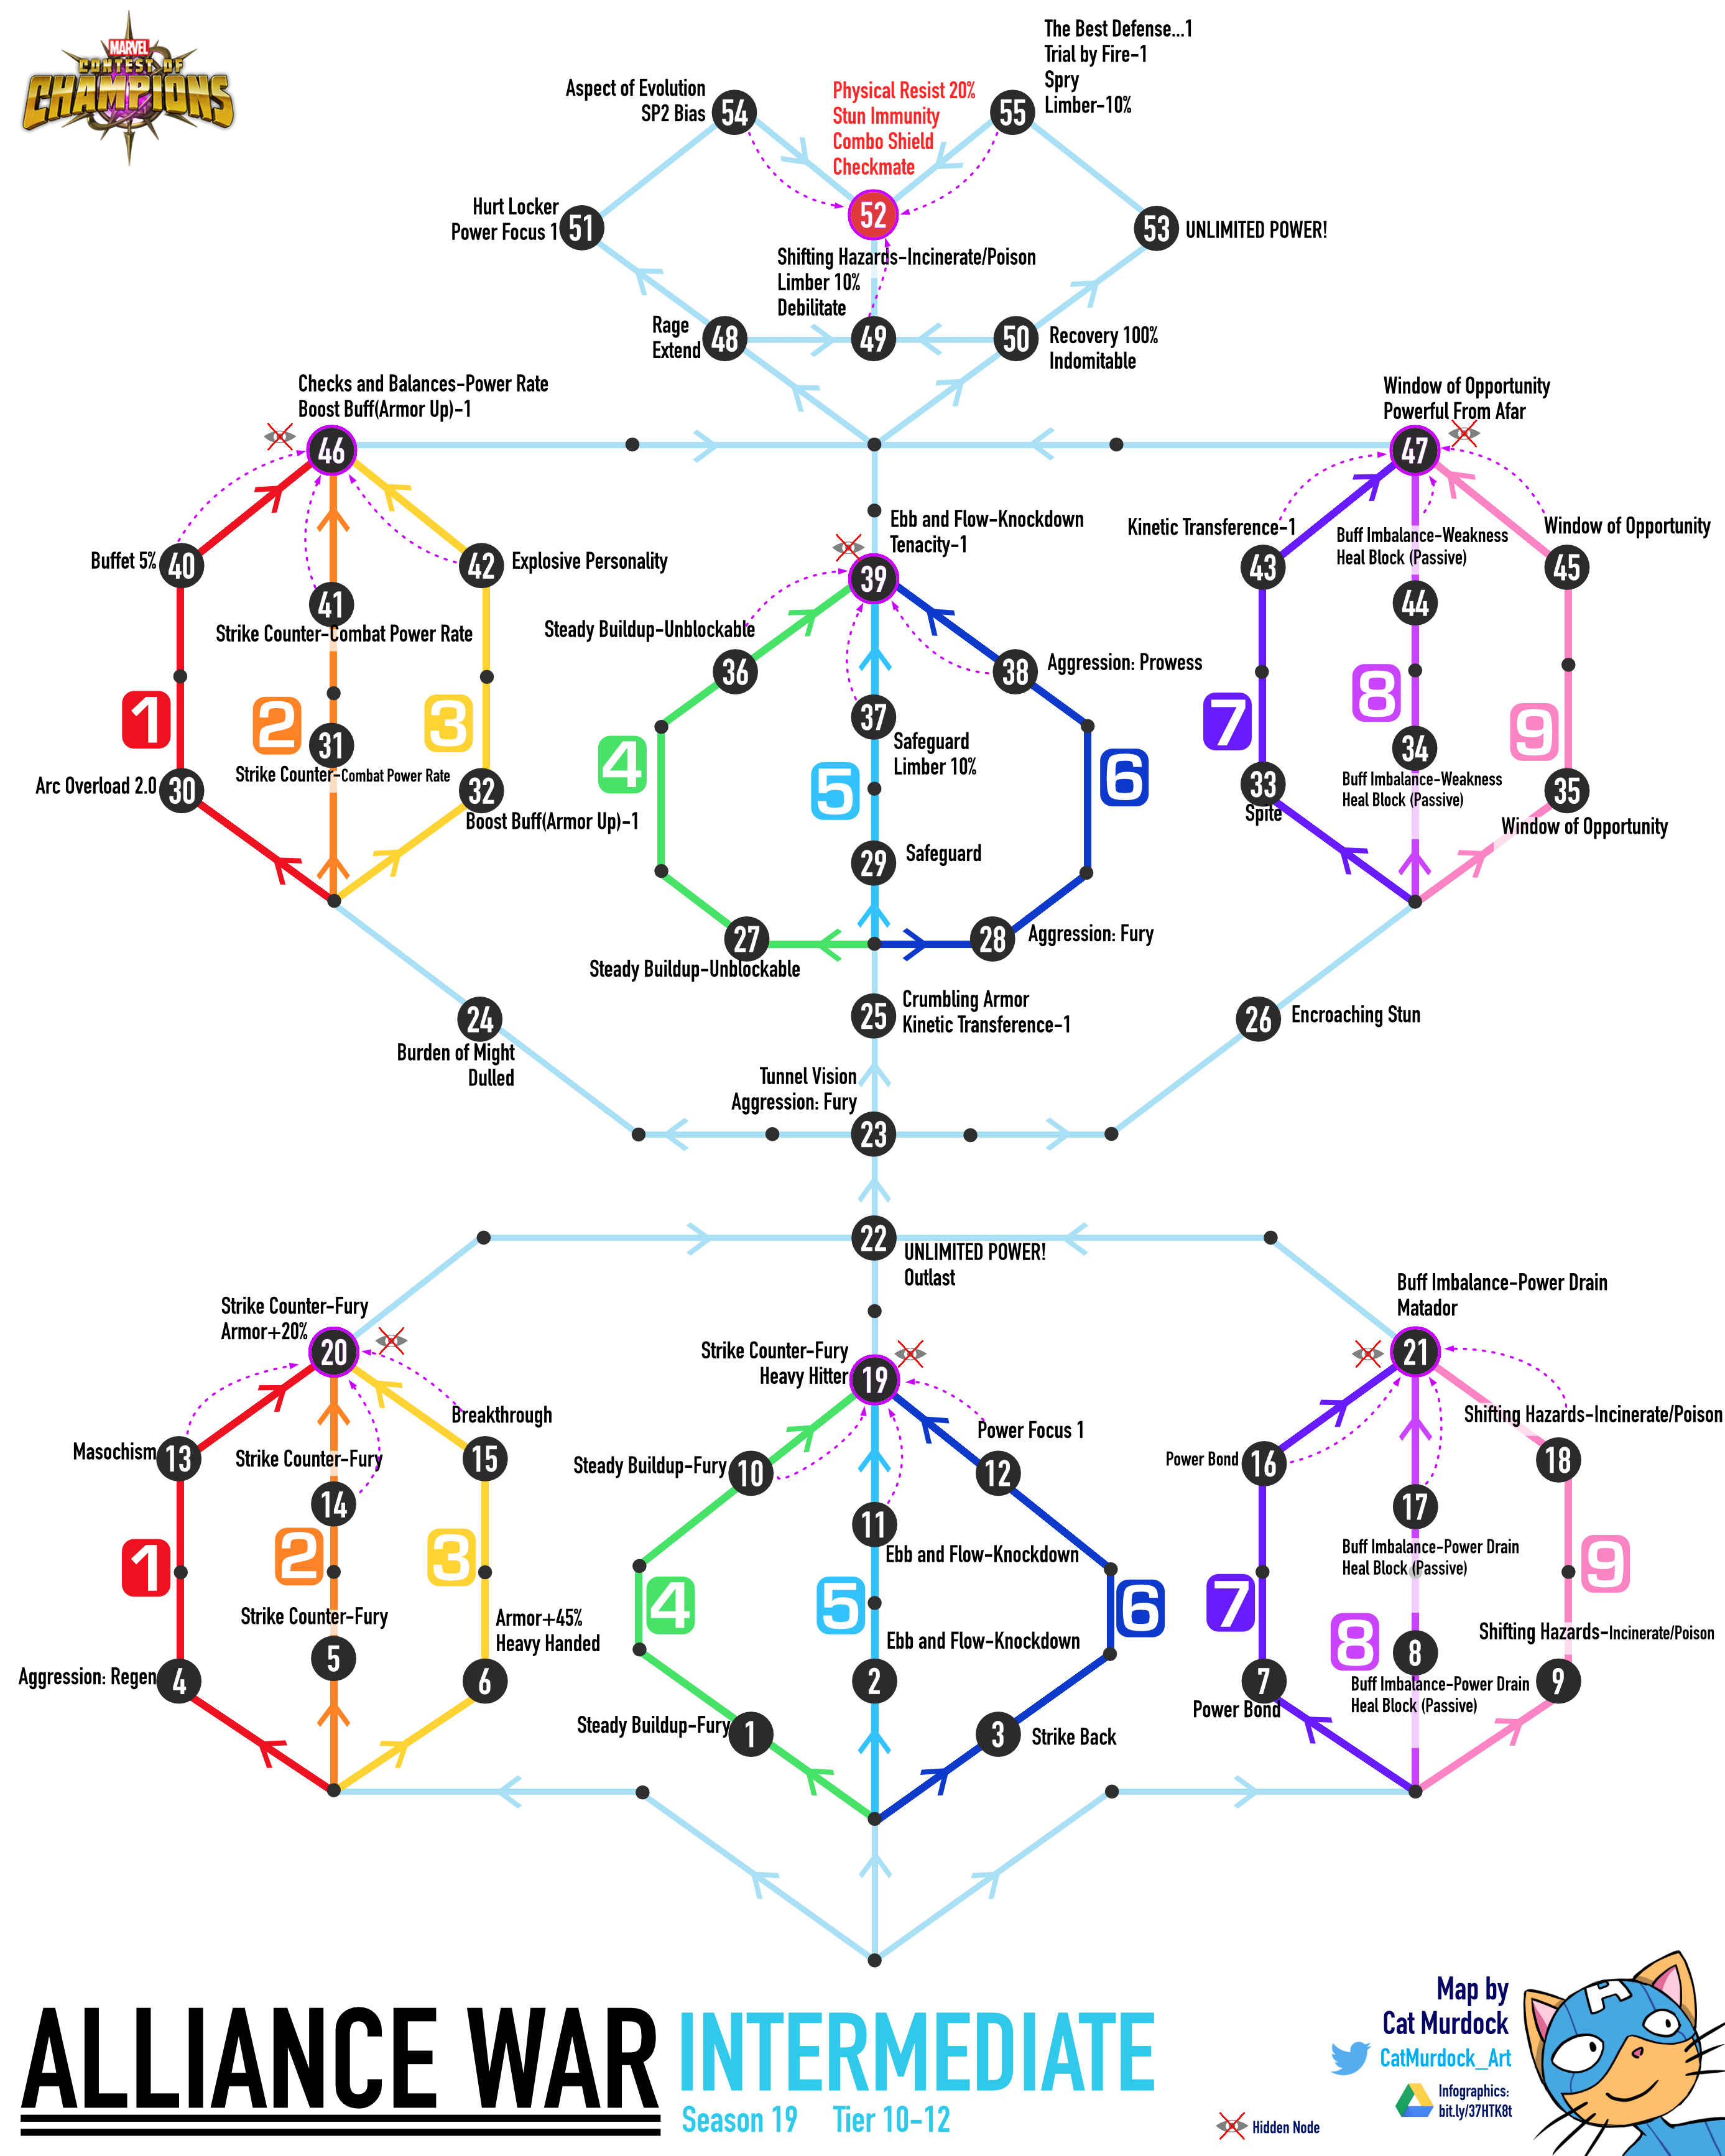 MARVEL
CONTEST OF
CHAMPIONS
The Best Defense...1
Trial by Fire-1
Spry
Limber-10%
55
Aspect of Evolution
SP2 Bias
54
Physical Resist 20%
Stun Immunity
Combo Shield
Checkmate
52
Hurt Locker
Power Focus 1
51
53
UNLIMITED POWER!
Shifting Hazards-Incinerate/Poison
Limber 10%
Debilitate
49
Rage
Extend
48
50
Recovery 100%
Indomitable
Checks and Balances-Power Rate
Boost Buff(Armor Up)-1
46
Window of Opportunity
Powerful From Afar
47
Ebb and Flow-Knockdown
Tenacity-1
39
Buffet 5%
40
41
Strike Counter-Combat Power Rate
42
Explosive Personality
Kinetic Transference-1
43
Buff Imbalance-Weakness
Heal Block (Passive)
44
Window of Opportunity
45
Steady Buildup-Unblockable
36
37
Safeguard
Limber 10%
38
Aggression: Prowess
1
2
3
4
5
6
7
8
9
Arc Overload 2.0
30
31
Strike Counter-Combat Power Rate
32
Boost Buff(Armor Up)-1
29
Safeguard
33
Spite
34
Buff Imbalance-Weakness
Heal Block (Passive)
35
Window of Opportunity
27
Steady Buildup-Unblockable
28
Aggression: Fury
24
Burden of Might
Dulled
25
Crumbling Armor
Kinetic Transference-1
26
Encroaching Stun
Tunnel Vision
Aggression: Fury
23
22
UNLIMITED POWER!
Outlast
Strike Counter-Fury
Armor+20%
20
Strike Counter-Fury
Heavy Hitter
19
Buff Imbalance-Power Drain
Matador
21
Masochism
13
Strike Counter-Fury
14
Breakthrough
15
Steady Buildup-Fury
10
11
Ebb and Flow-Knockdown
Power Focus 1
12
Power Bond
16
17
Buff Imbalance-Power Drain
Heal Block (Passive)
Shifting Hazards-Incinerate/Poison
18
1
2
3
4
5
6
7
8
9
Aggression: Regen
4
Strike Counter-Fury
5
Armor+45%
Heavy Handed
6
Steady Buildup-Fury
1
Ebb and Flow-Knockdown
2
3
Strike Back
7
Power Bond
8
Buff Imbalance-Power Drain
Heal Block (Passive)
Shifting Hazards-Incinerate/Poison
9
ALLIANCE WAR
INTERMEDIATE
Season 19 Tier 10-12
Map by
Cat Murdock
CatMurdock_Art
Infographics:
bit.ly/37HTK8t
Hidden Node
A